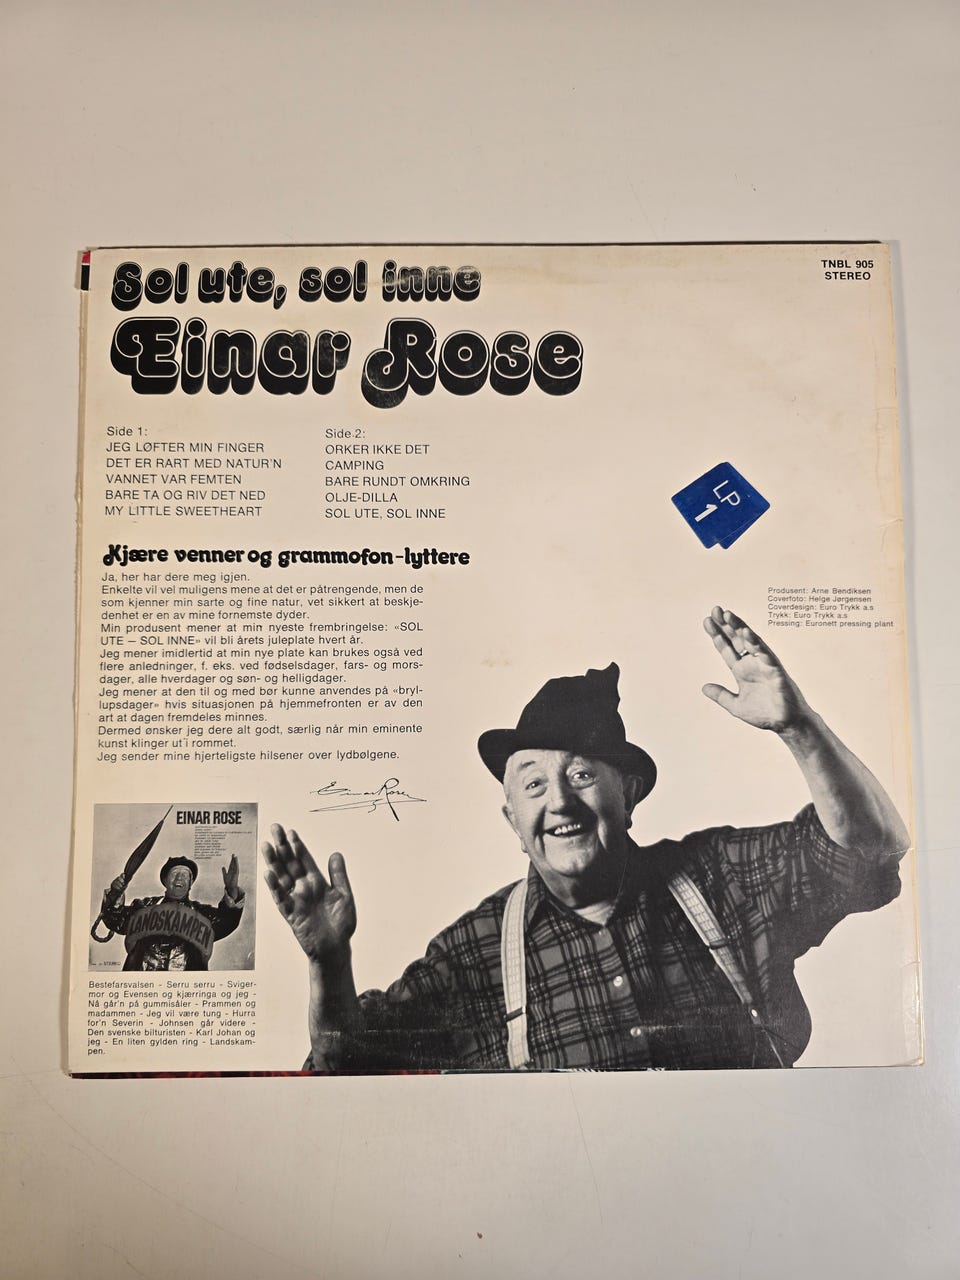 Sol ute, sol inne
Einar Rose
TNBL 905
STEREO
Side 1:
JEG LØFTER MIN FINGER
DET ER RART MED NATUR'N
VANNET VAR FEMTEN
BARE TA OG RIV DET NED
MY LITTLE SWEETHEART
Side 2:
ORKER IKKE DET
CAMPING
BARE RUNDT OMKRING
OLJE-DILLA
SOL UTE, SOL INNE
LP
1
Kjære venner og grammofon-lyttere
Ja, her har dere meg igjen.
Enkelte vil vel muligens mene at det er påtrengende, men de
som kjenner min sarte og fine natur, vet sikkert at beskje-
denhet er en av mine fornemste dyder.
Min produsent mener at min nyeste frembringelse: «SOL
UTE – SOL INNE» vil bli årets juleplate hvert år.
Jeg mener imidlertid at min nye plate kan brukes også ved
flere anledninger, f. eks. ved fødselsdager, fars- og mors-
dager, alle hverdager og søn- og helligdager.
Jeg mener at den til og med bør kunne anvendes på «bryl-
lupsdager» hvis situasjonen på hjemmefronten er av den
art at dagen fremdeles minnes.
Dermed ønsker jeg dere alt godt, særlig når min eminente
kunst klinger ut i rommet.
Jeg sender mine hjerteligste hilsener over lydbølgene.
Einar Rose
Produsent: Arne Bendiksen
Coverfoto: Helge Jørgensen
Coverdesign: Euro Trykk a.s
Trykk: Euro Trykk a.s
Pressing: Euronett pressing plant
EINAR ROSE
LANDSKAMPEN
STEREO
Bestefarsvalsen - Serru serru - Sviger-
mor og Evensen og kjærringa og jeg -
Nå går'n på gummisåler - Prammen og
madammen - Jeg vil være tung - Hurra
for'n Severin - Johnsen går videre -
Den svenske bilturisten - Karl Johan og
jeg - En liten gylden ring - Landskam-
pen.